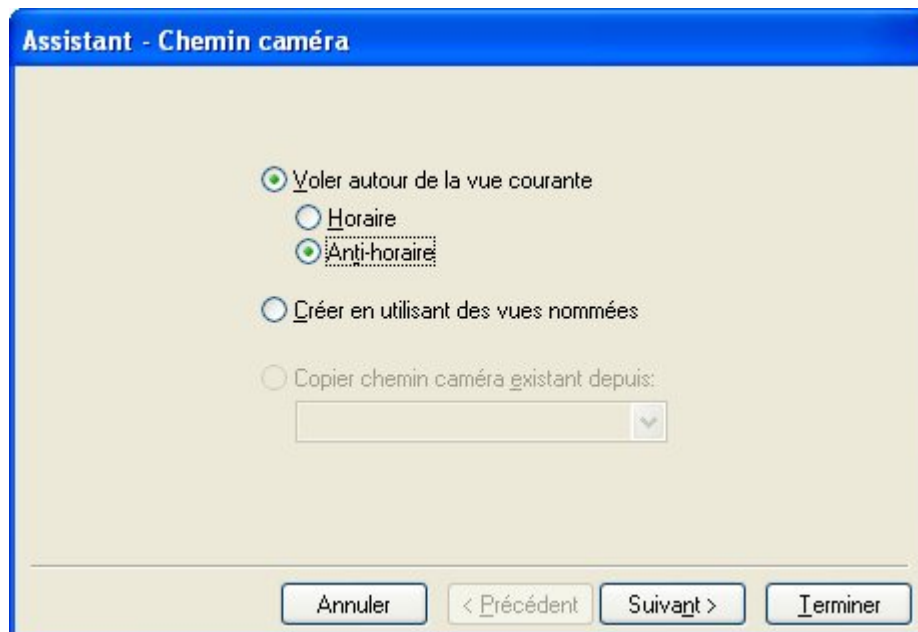 Assistant - Chemin caméra
Voler autour de la vue courante
Horaire
Anti-horaire
Créer en utilisant des vues nommées
Copier chemin caméra existant depuis:
Annuler < Précédent Suivant > Terminer